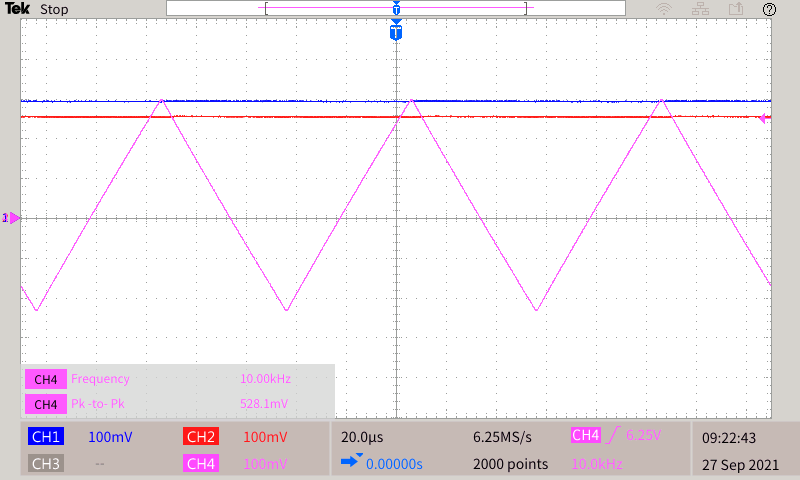 Tek Stop
T
?
T
CH4 Frequency 10.00kHz
CH4 Pk-to-Pk 528.1mV
CH1 100mV CH2 100mV 20.0µs 6.25MS/s CH4 6.25V 09:22:43
CH3 -- CH4 100mV 0.00000s 2000 points 10.0kHz 27 Sep 2021